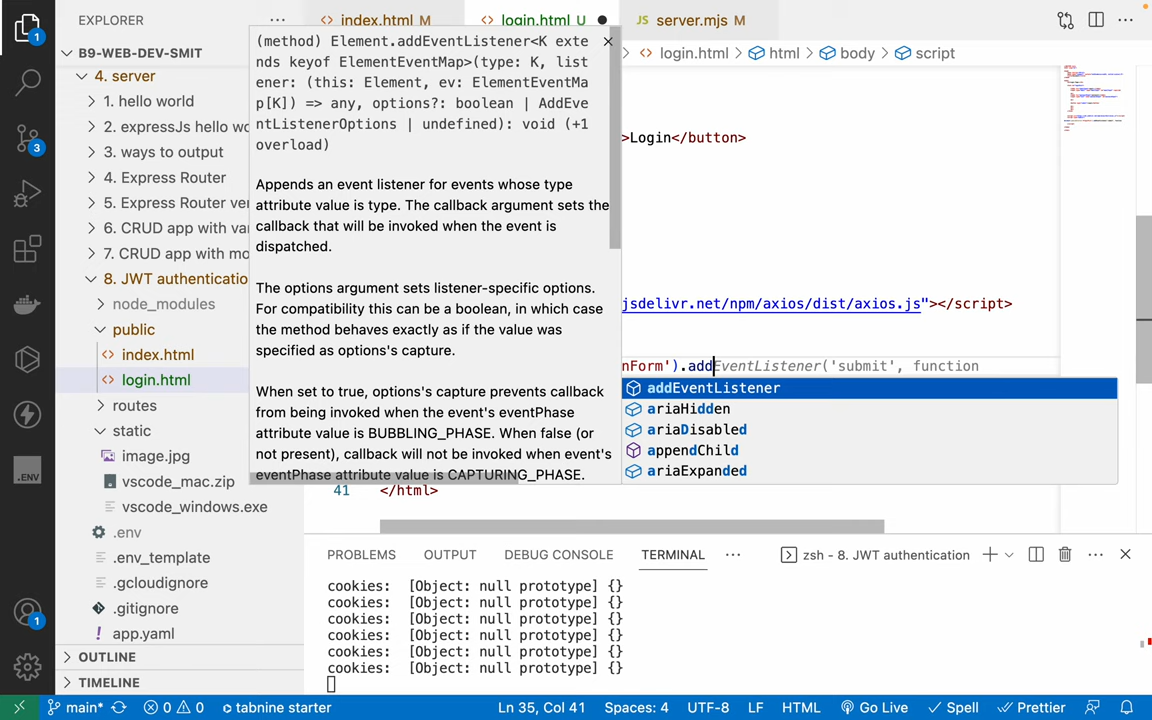 EXPLORER
index.html M
login.html U
server.mjs M
B9-WEB-DEV-SMIT
4. server
1. hello world
2. expressJs hello wo
3. ways to output
4. Express Router
5. Express Router ver
6. CRUD app with va
7. CRUD app with mo
8. JWT authenticatio
node_modules
public
index.html
login.html
routes
static
image.jpg
vscode_mac.zip
vscode_windows.exe
.env
.env_template
.gcloudignore
.gitignore
app.yaml
OUTLINE
TIMELINE
(method) Element.addEventListener<K exte
nds keyof ElementEventMap>(type: K, list
ener: (this: Element, ev: ElementEventMa
p[K]) => any, options?: boolean | AddEve
ntListenerOptions | undefined): void (+1
overload)
Appends an event listener for events whose type
attribute value is type. The callback argument sets the
callback that will be invoked when the event is
dispatched.
The options argument sets listener-specific options.
For compatibility this can be a boolean, in which case
the method behaves exactly as if the value was
specified as options's capture.
When set to true, options's capture prevents callback
from being invoked when the event's eventPhase
attribute value is BUBBLING_PHASE. When false (or
not present), callback will not be invoked when event's
eventPhase attribute value is CAPTURING_PHASE.
login.html > html > body > script
>Login</button>
jsdelivr.net/npm/axios/dist/axios.js"></script>
nForm').addEventListener('submit', function
addEventListener
ariaHidden
ariaDisabled
appendChild
ariaExpanded
41 </html>
PROBLEMS OUTPUT DEBUG CONSOLE TERMINAL zsh - 8. JWT authentication
cookies: [Object: null prototype] {}
cookies: [Object: null prototype] {}
cookies: [Object: null prototype] {}
cookies: [Object: null prototype] {}
cookies: [Object: null prototype] {}
cookies: [Object: null prototype] {}
1
3
.ENV
1
main* 0 0 tabnine starter Ln 35, Col 41 Spaces: 4 UTF-8 LF HTML Go Live Spell Prettier